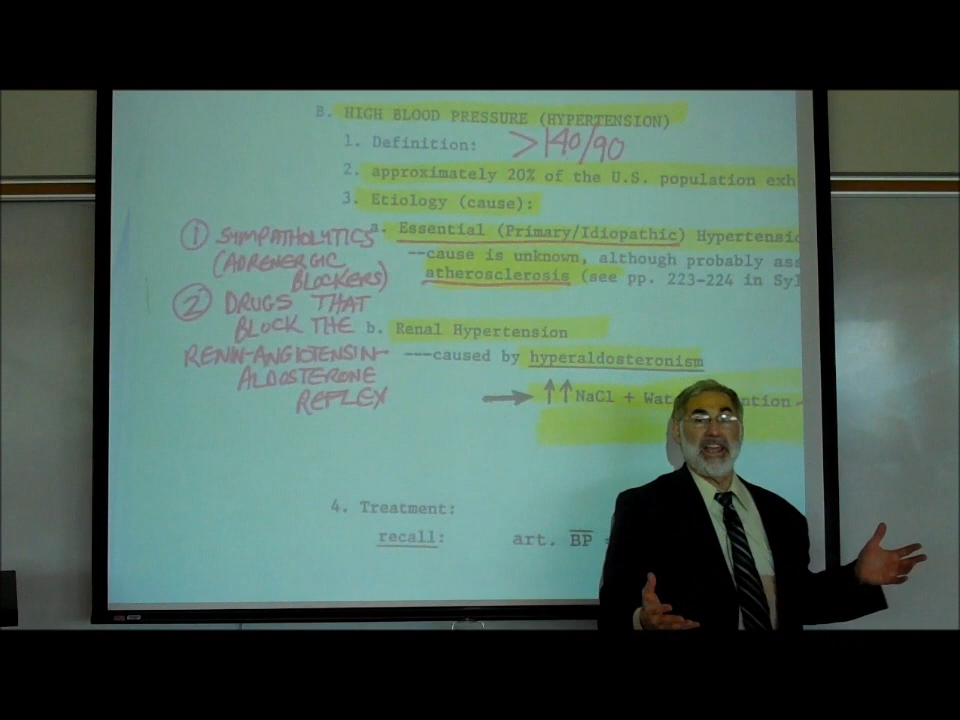 B. HIGH BLOOD PRESSURE (HYPERTENSION)
1. Definition: >140/90
2. approximately 20% of the U.S. population exh
3. Etiology (cause):
a. Essential (Primary/Idiopathic) Hypertensic
--cause is unknown, although probably ass
atherosclerosis (see pp. 223-224 in Syl
① SYMPATHOLYTICS
(ADRENERGIC
BLOCKERS)
② DRUGS THAT
BLOCK THE
RENIN-ANGIOTENSIN-
ALDOSTERONE
REFLEX
b. Renal Hypertension
---caused by hyperaldosteronism
→ ↑↑ NaCl + Wat ntion
4. Treatment:
recall: art. BP =